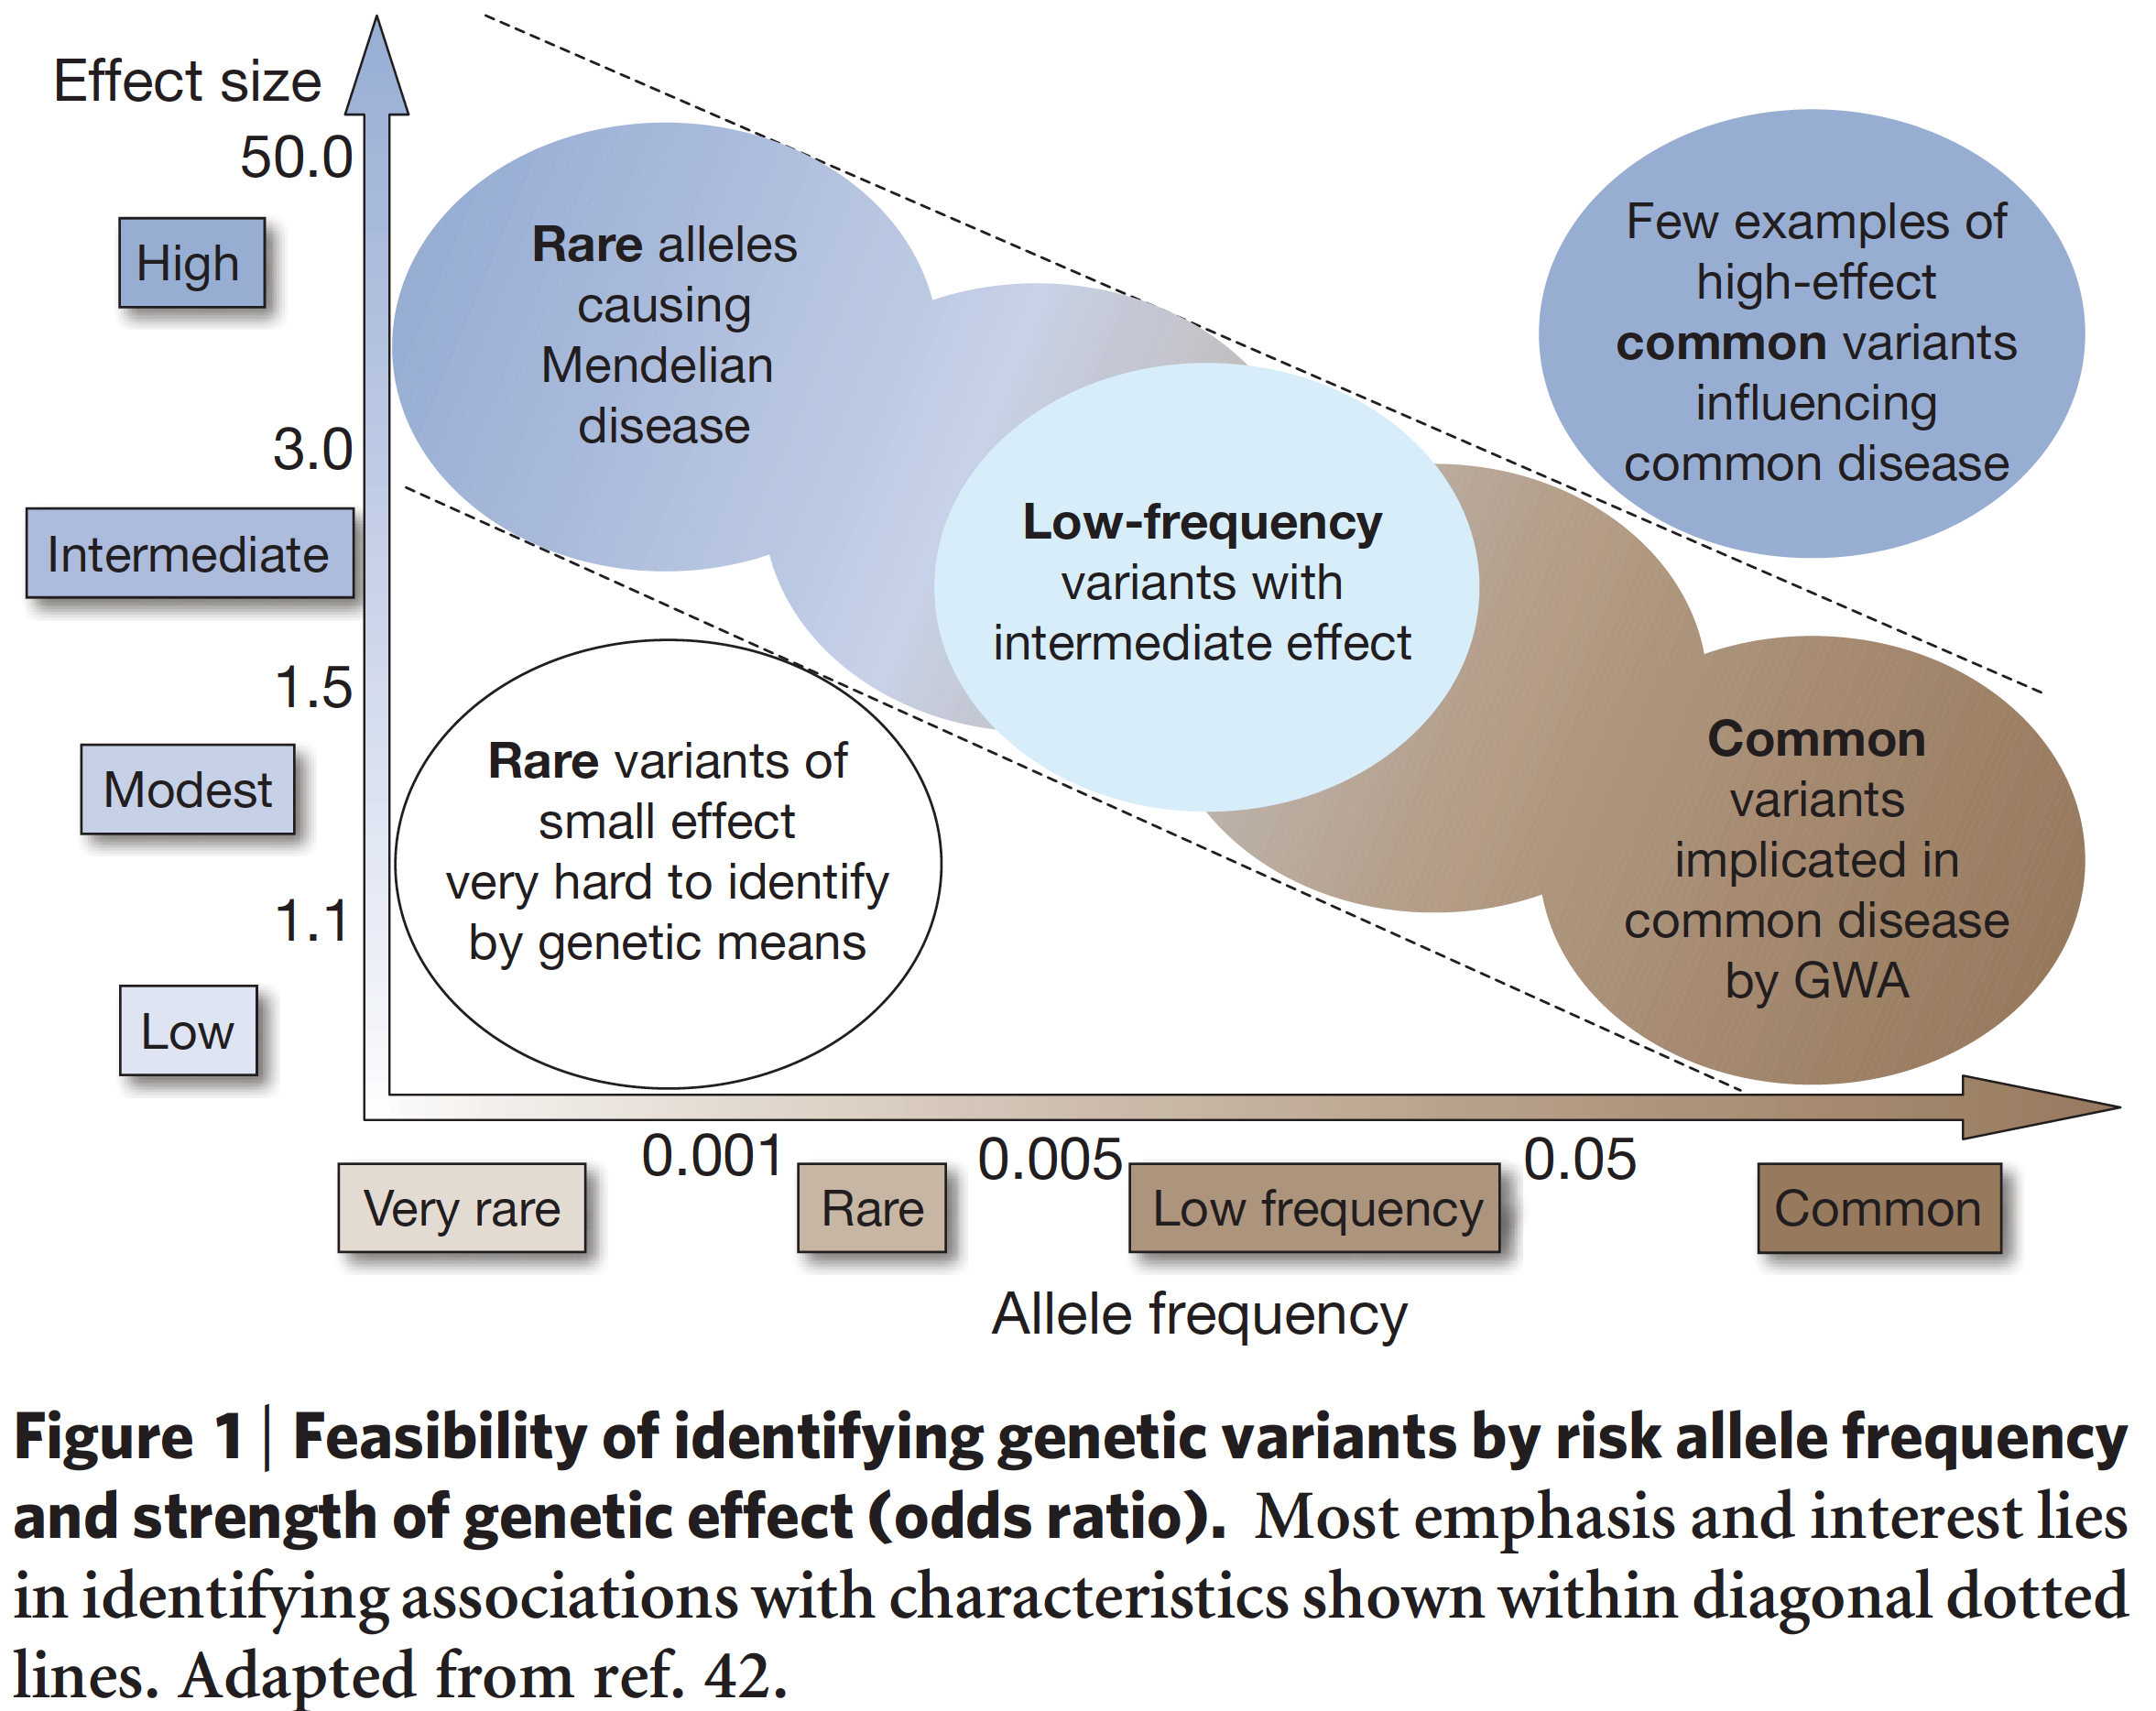 Effect size
50.0
High
3.0
Intermediate
1.5
Modest
1.1
Low
Rare alleles
causing
Mendelian
disease
Few examples of
high-effect
common variants
influencing
common disease
Low-frequency
variants with
intermediate effect
Rare variants of
small effect
very hard to identify
by genetic means
Common
variants
implicated in
common disease
by GWA
0.001
0.005
0.05
Very rare
Rare
Low frequency
Common
Allele frequency
Figure 1 | Feasibility of identifying genetic variants by risk allele frequency
and strength of genetic effect (odds ratio). Most emphasis and interest lies
in identifying associations with characteristics shown within diagonal dotted
lines. Adapted from ref. 42.